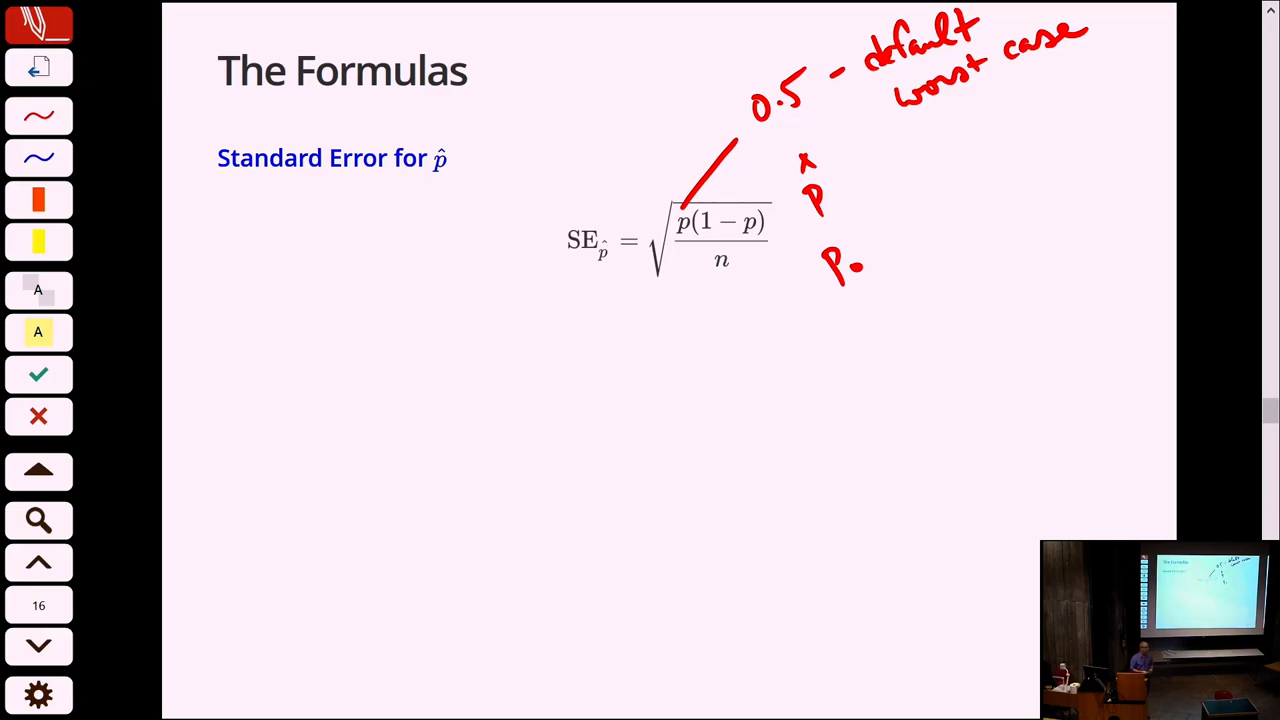 The Formulas
0.5 - default
worst case
Standard Error for p̂
p̂
SE_p̂ = √(p(1 − p)/n)
p₀
A
A
16